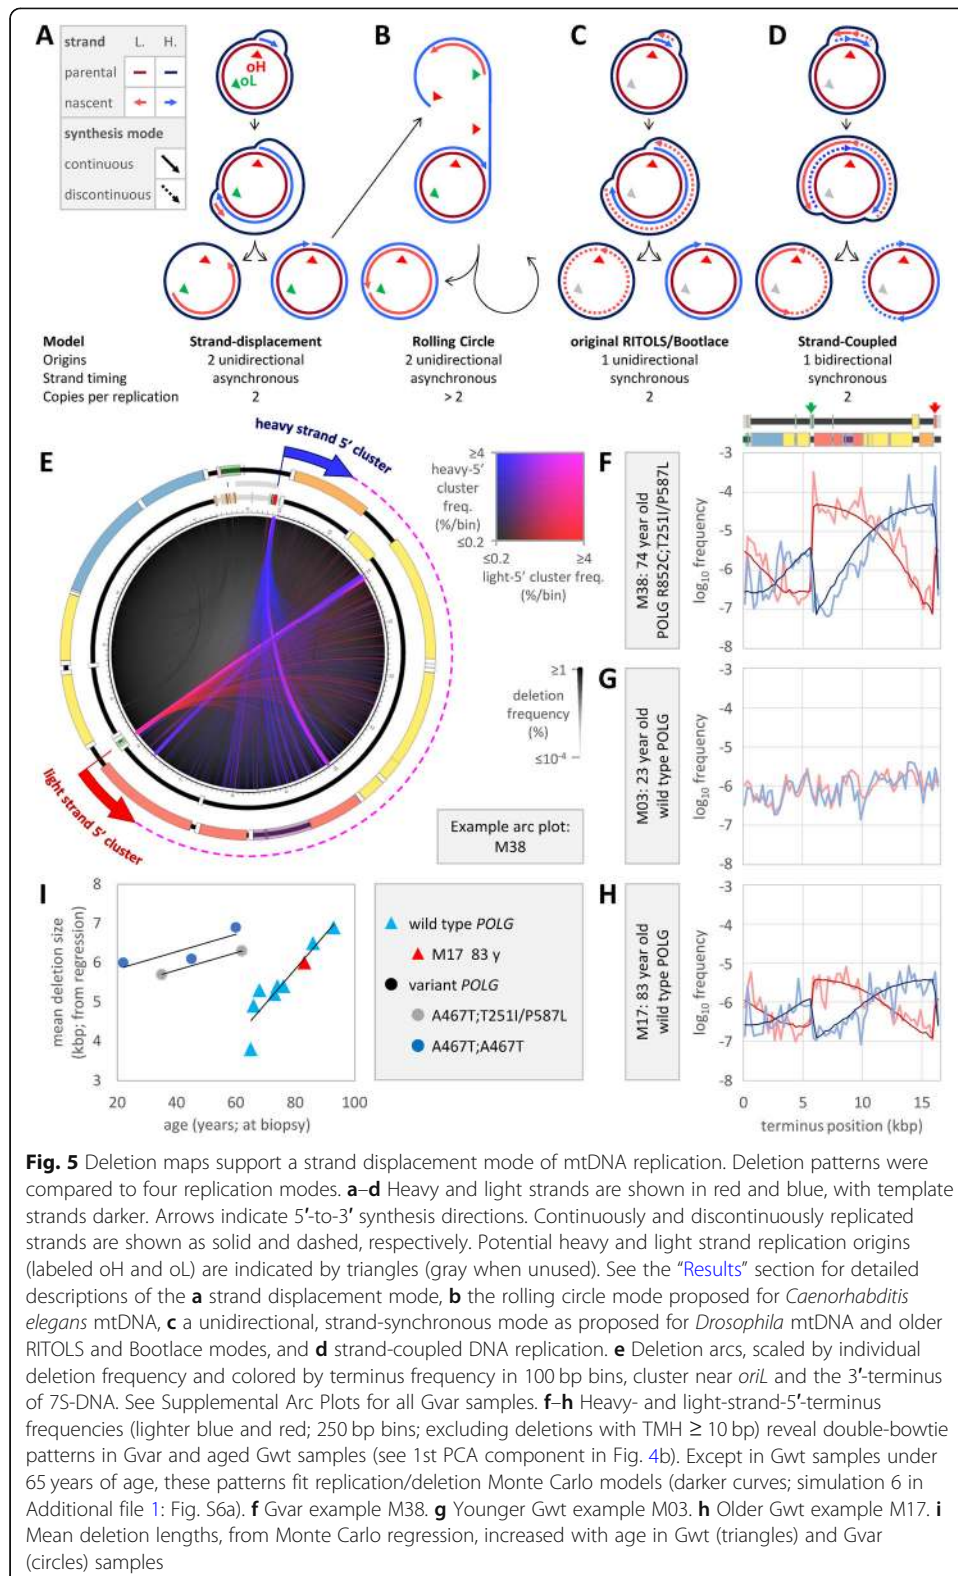 A
B
C
D
strand L. H.
parental
nascent
synthesis mode
continuous
discontinuous
oH
oL
Model Strand-displacement Rolling Circle original RITOLS/Bootlace Strand-Coupled
Origins 2 unidirectional 2 unidirectional 1 unidirectional 1 bidirectional
Strand timing asynchronous asynchronous synchronous synchronous
Copies per replication 2 > 2 2 2
E
heavy strand 5' cluster
light strand 5' cluster
≥4
heavy-5'
cluster
freq.
(%/bin)
≤0.2
≤0.2 ≥4
light-5' cluster freq.
(%/bin)
≥1
deletion
frequency
(%)
≤10⁻⁴
Example arc plot:
M38
F
M38: 74 year old
POLG R852C;T251I/P587L
log₁₀ frequency
-3
-4
-5
-6
-7
-8
G
M03: 23 year old
wild type POLG
log₁₀ frequency
-3
-4
-5
-6
-7
-8
H
M17: 83 year old
wild type POLG
log₁₀ frequency
-3
-4
-5
-6
-7
-8
0 5 10 15
terminus position (kbp)
I
mean deletion size
(kbp; from regression)
8
7
6
5
4
3
20 40 60 80 100
age (years; at biopsy)
wild type POLG
M17 83 y
variant POLG
A467T;T251I/P587L
A467T;A467T
Fig. 5 Deletion maps support a strand displacement mode of mtDNA replication. Deletion patterns were
compared to four replication modes. a–d Heavy and light strands are shown in red and blue, with template
strands darker. Arrows indicate 5′-to-3′ synthesis directions. Continuously and discontinuously replicated
strands are shown as solid and dashed, respectively. Potential heavy and light strand replication origins
(labeled oH and oL) are indicated by triangles (gray when unused). See the "Results" section for detailed
descriptions of the a strand displacement mode, b the rolling circle mode proposed for Caenorhabditis
elegans mtDNA, c a unidirectional, strand-synchronous mode as proposed for Drosophila mtDNA and older
RITOLS and Bootlace modes, and d strand-coupled DNA replication. e Deletion arcs, scaled by individual
deletion frequency and colored by terminus frequency in 100 bp bins, cluster near oriL and the 3′-terminus
of 7S-DNA. See Supplemental Arc Plots for all Gvar samples. f–h Heavy- and light-strand-5′-terminus
frequencies (lighter blue and red; 250 bp bins; excluding deletions with TMH ≥ 10 bp) reveal double-bowtie
patterns in Gvar and aged Gwt samples (see 1st PCA component in Fig. 4b). Except in Gwt samples under
65 years of age, these patterns fit replication/deletion Monte Carlo models (darker curves; simulation 6 in
Additional file 1: Fig. S6a). f Gvar example M38. g Younger Gwt example M03. h Older Gwt example M17. i
Mean deletion lengths, from Monte Carlo regression, increased with age in Gwt (triangles) and Gvar
(circles) samples